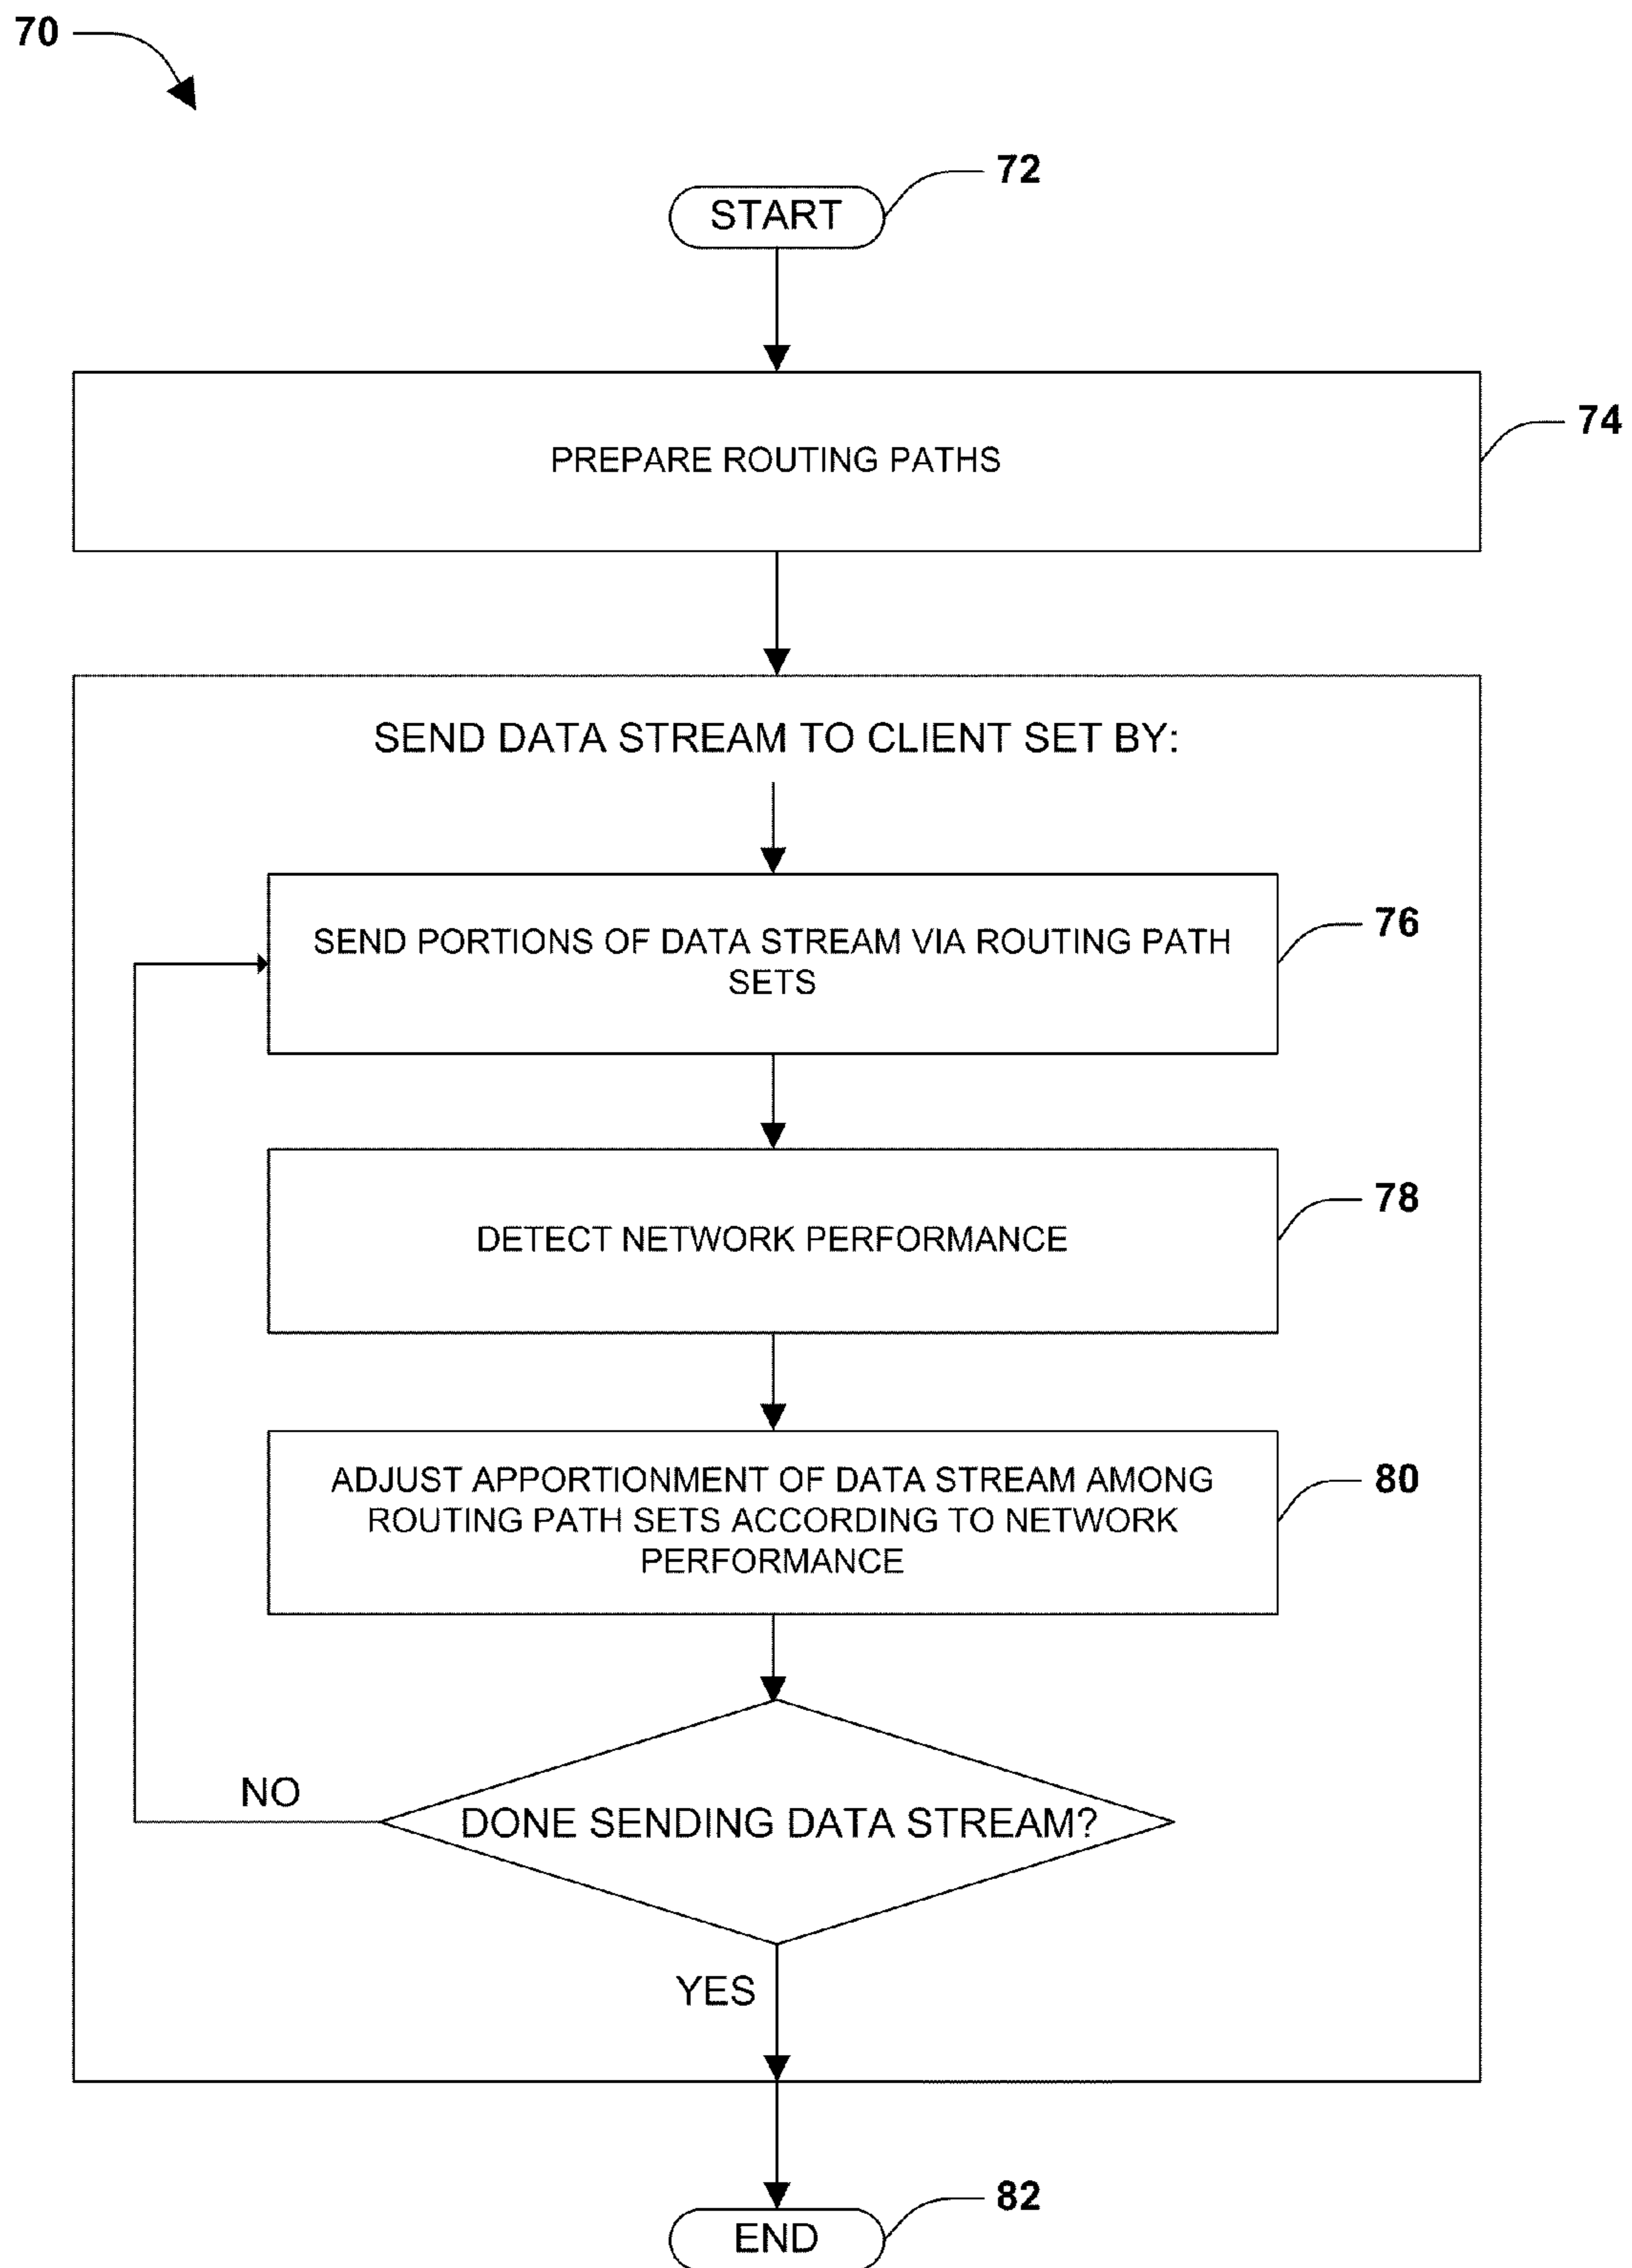 70
72
START
74
PREPARE ROUTING PATHS
SEND DATA STREAM TO CLIENT SET BY:
76
SEND PORTIONS OF DATA STREAM VIA ROUTING PATH
SETS
78
DETECT NETWORK PERFORMANCE
80
ADJUST APPORTIONMENT OF DATA STREAM AMONG
ROUTING PATH SETS ACCORDING TO NETWORK
PERFORMANCE
NO
DONE SENDING DATA STREAM?
YES
82
END